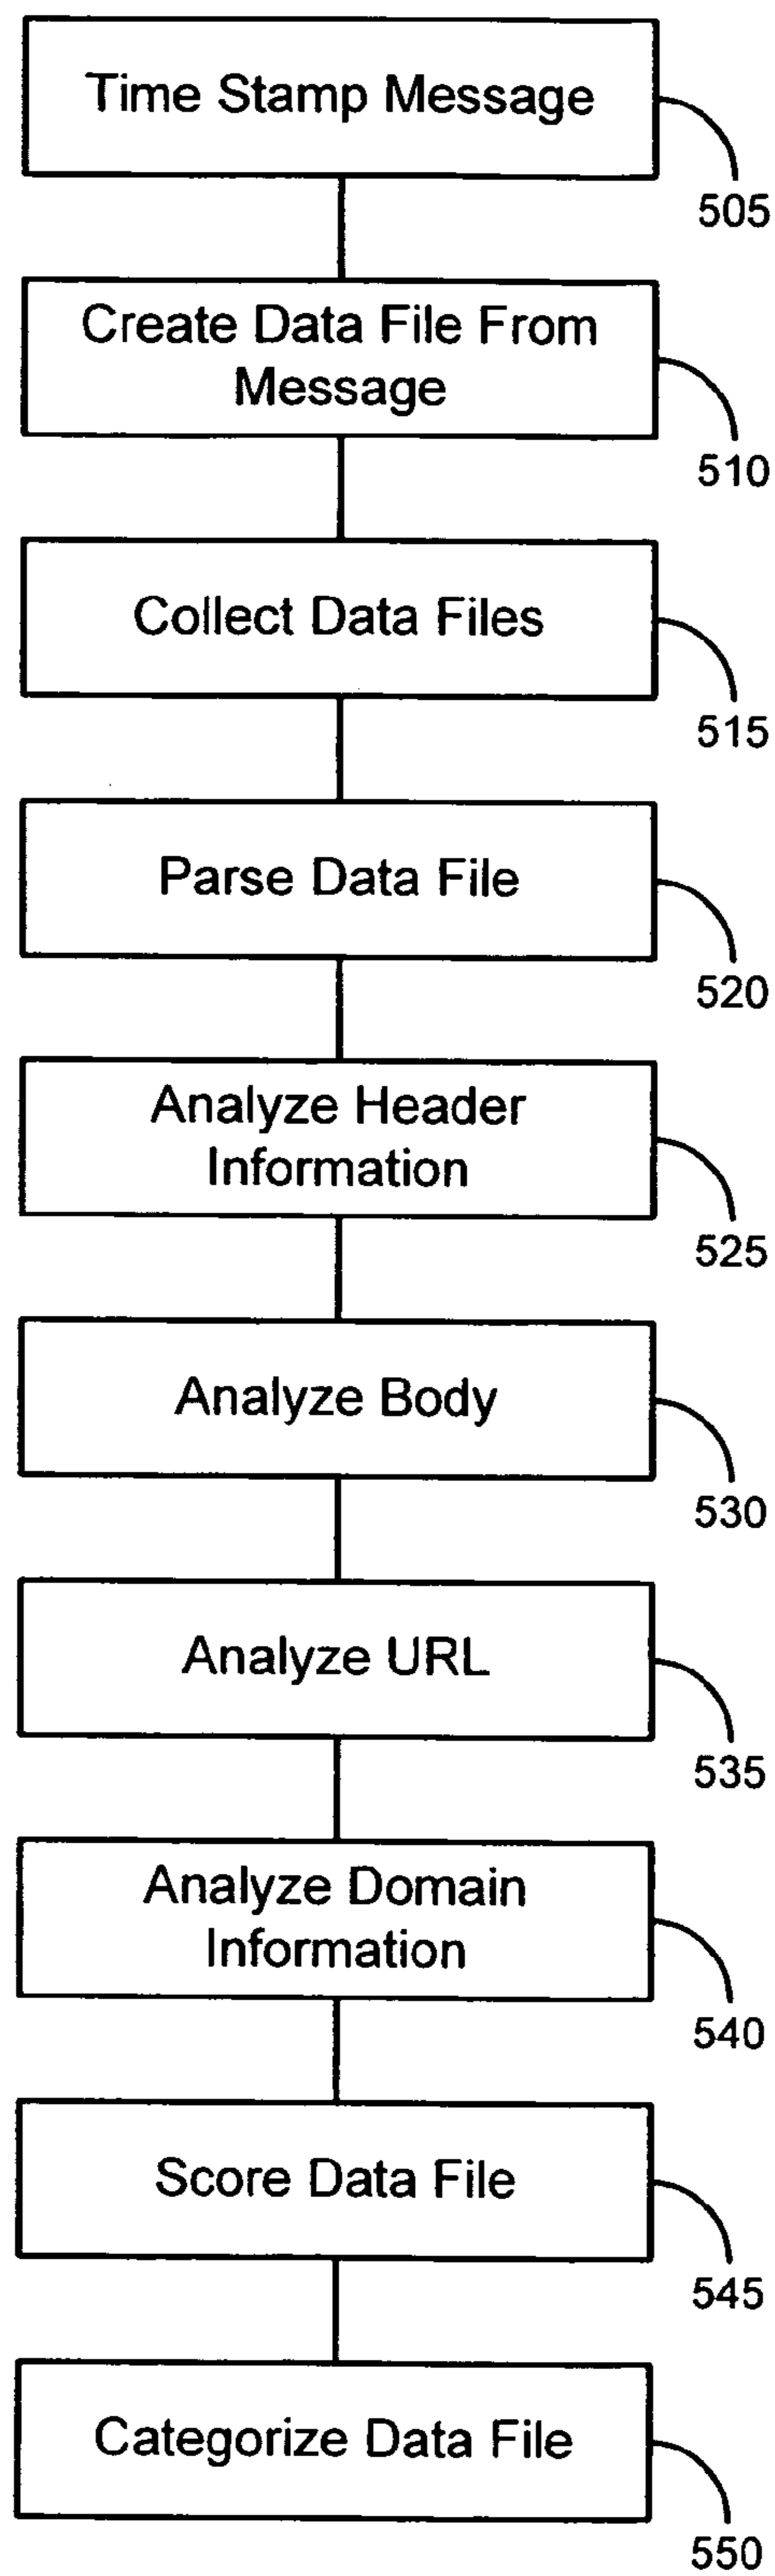 Time Stamp Message
505
Create Data File From
Message
510
Collect Data Files
515
Parse Data File
520
Analyze Header
Information
525
Analyze Body
530
Analyze URL
535
Analyze Domain
Information
540
Score Data File
545
Categorize Data File
550